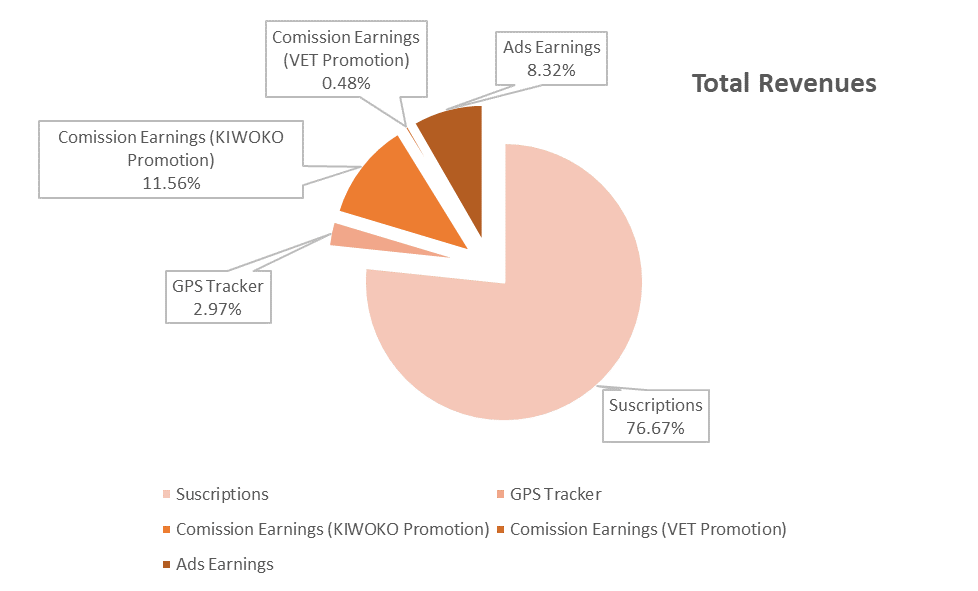 Total Revenues
Comission Earnings
(VET Promotion)
0.48%
Ads Earnings
8.32%
Comission Earnings (KIWOKO
Promotion)
11.56%
GPS Tracker
2.97%
Suscriptions
76.67%
Suscriptions
GPS Tracker
Comission Earnings (KIWOKO Promotion)
Comission Earnings (VET Promotion)
Ads Earnings